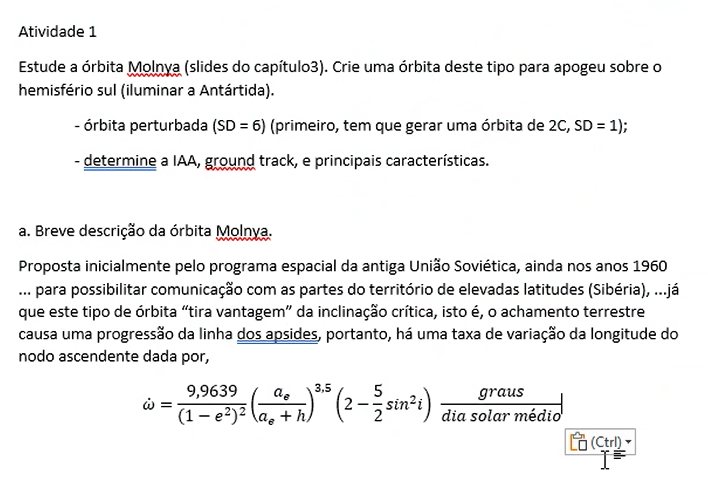 Atividade 1
Estude a órbita Molnya (slides do capítulo3). Crie uma órbita deste tipo para apogeu sobre o
hemisfério sul (iluminar a Antártida).
- órbita perturbada (SD = 6) (primeiro, tem que gerar uma órbita de 2C, SD = 1);
- determine a IAA, ground track, e principais características.
a. Breve descrição da órbita Molnya.
Proposta inicialmente pelo programa espacial da antiga União Soviética, ainda nos anos 1960
... para possibilitar comunicação com as partes do território de elevadas latitudes (Sibéria), ...já
que este tipo de órbita “tira vantagem” da inclinação crítica, isto é, o achamento terrestre
causa uma progressão da linha dos apsides, portanto, há uma taxa de variação da longitude do
nodo ascendente dada por,
ω̇ = 9,9639/(1 − e²)² (aₑ/(aₑ + h))^3,5 (2 − 5/2 sin²i) graus/dia solar médio
(Ctrl)